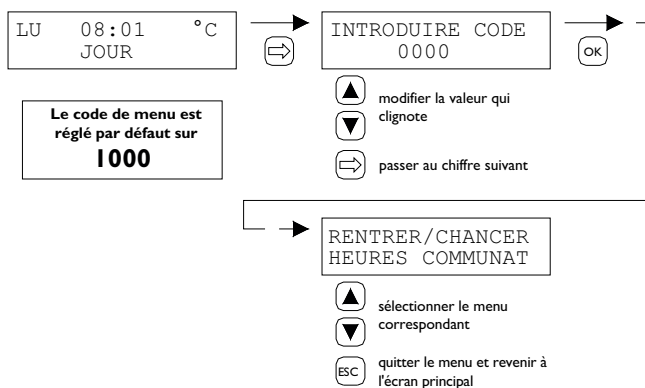 LU 08:01 °C
JOUR
INTRODUIRE CODE
0000
OK
Le code de menu est
réglé par défaut sur
1000
modifier la valeur qui
clignote
passer au chiffre suivant
RENTRER/CHANCER
HEURES COMMUNAT
sélectionner le menu
correspondant
ESC
quitter le menu et revenir à
l'écran principal